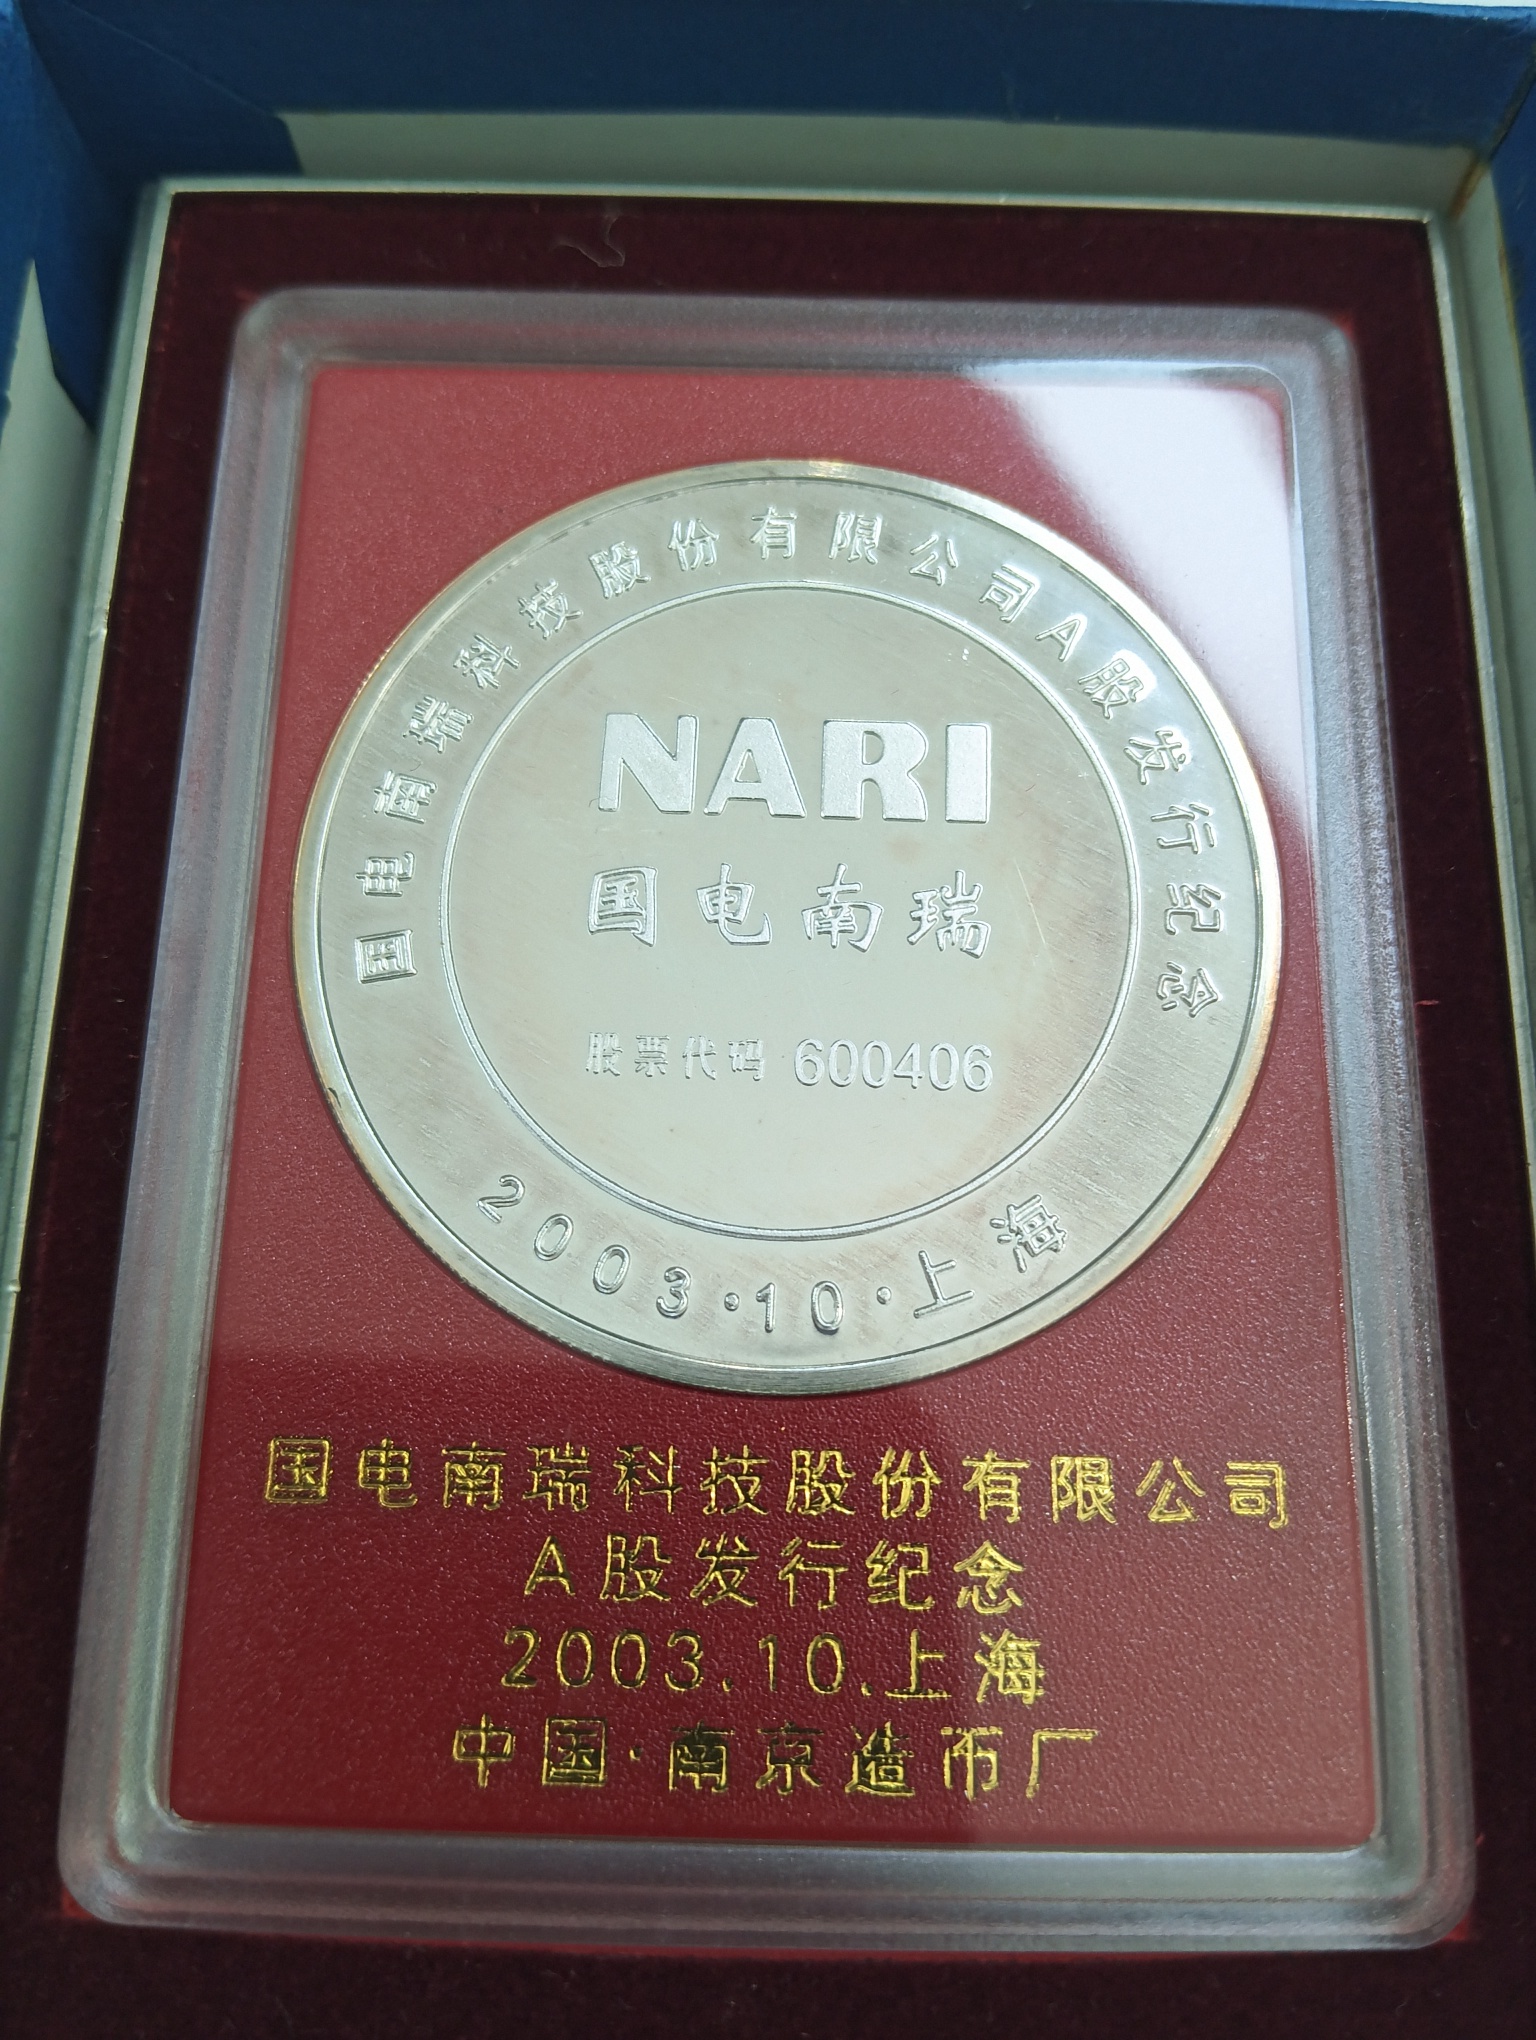 国电南瑞科技股份有限公司A股发行纪念
NARI
国电南瑞
股票代码 600406
2003·10·上海
国电南瑞科技股份有限公司
A股发行纪念
2003.10.上海
中国·南京造币厂